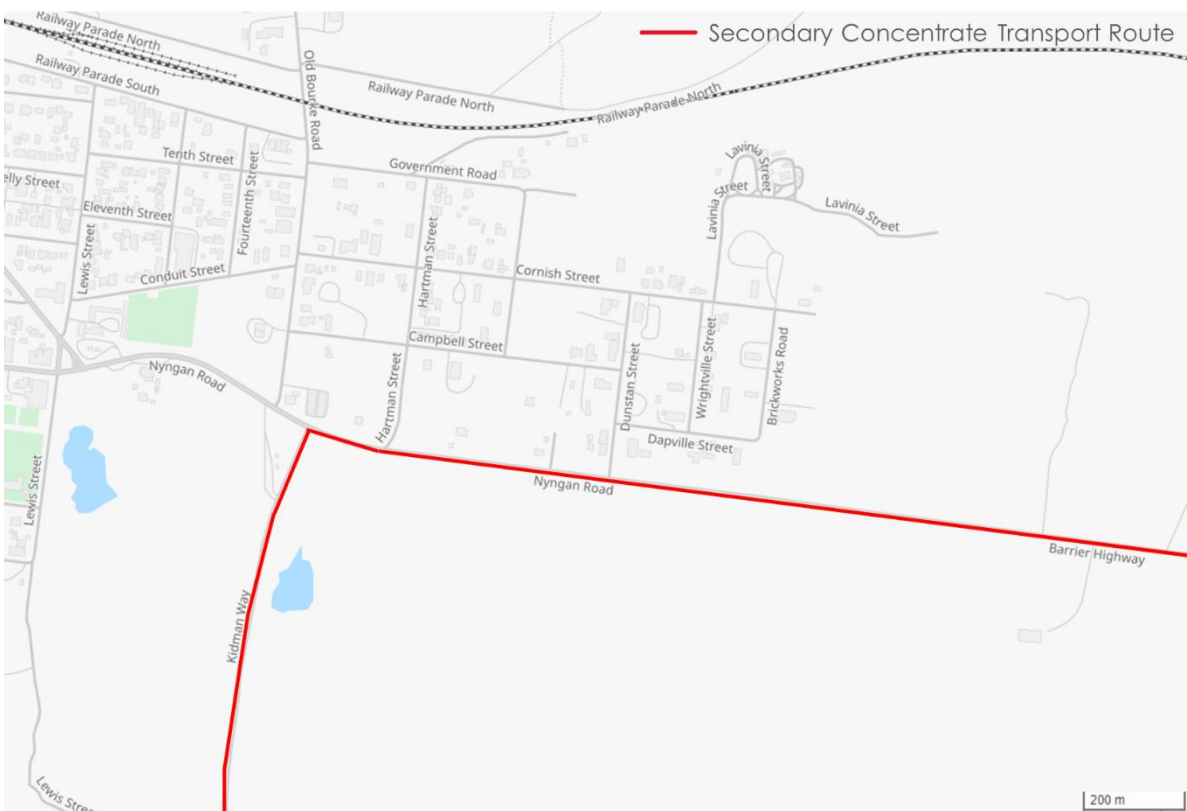 Railway Parade North
Secondary Concentrate Transport Route
Railway Parade South
Old Bourke Road
Railway Parade North
Railway Parade North
Tenth Street
Fourteenth Street
Government Road
Lavinia Street
elly Street
Lavinia Street
Lavinia Street
Eleventh Street
Lewis Street
Hartman Street
Conduit Street
Cornish Street
Campbell Street
Nyngan Road
Hartman Street
Dunstan Street
Wrightville Street
Brickworks Road
Dapville Street
Lewis Street
Nyngan Road
Barrier Highway
Kidman Way
Lewis Stree
200 m